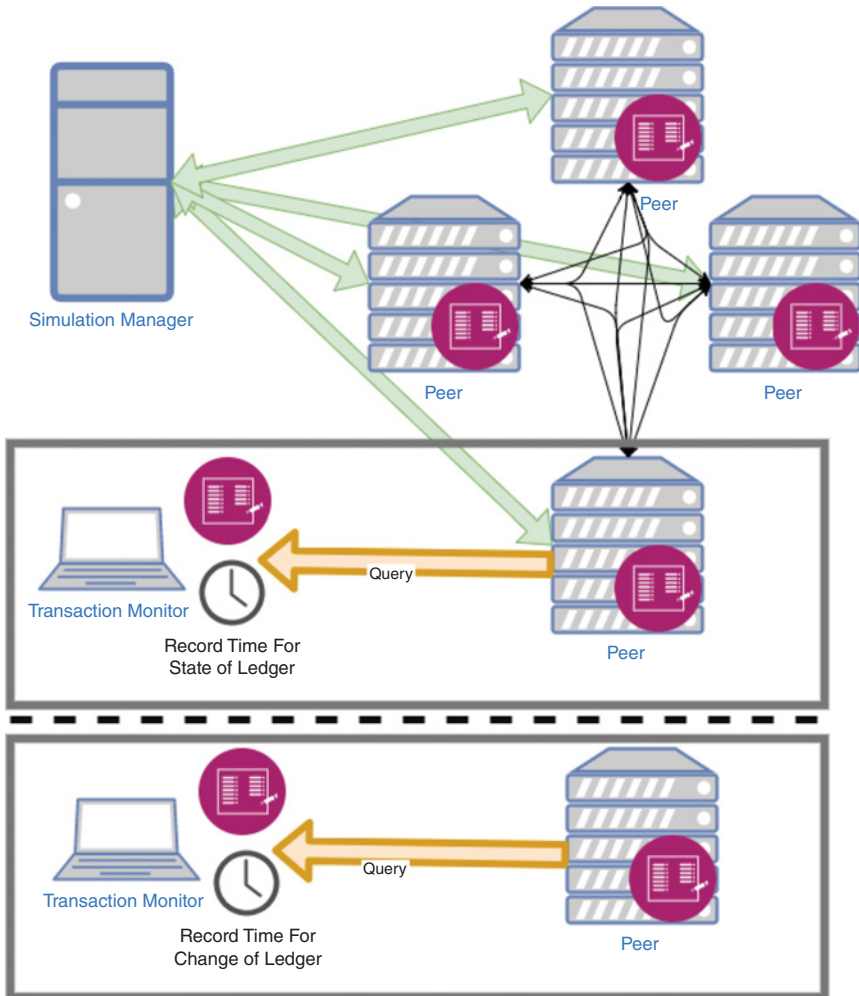 Peer
Simulation Manager
Peer
Peer
Query
Transaction Monitor
Record Time For
State of Ledger
Peer
Query
Transaction Monitor
Record Time For
Change of Ledger
Peer